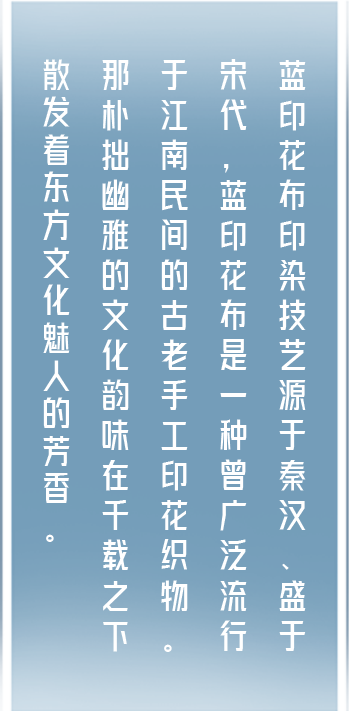 蓝印花布印染技艺源于秦汉、盛于
宋代，蓝印花布是一种曾广泛流行
于江南民间的古老手工印花织物。
那朴拙幽雅的文化韵味在千载之下
散发着东方文化魅人的芳香。